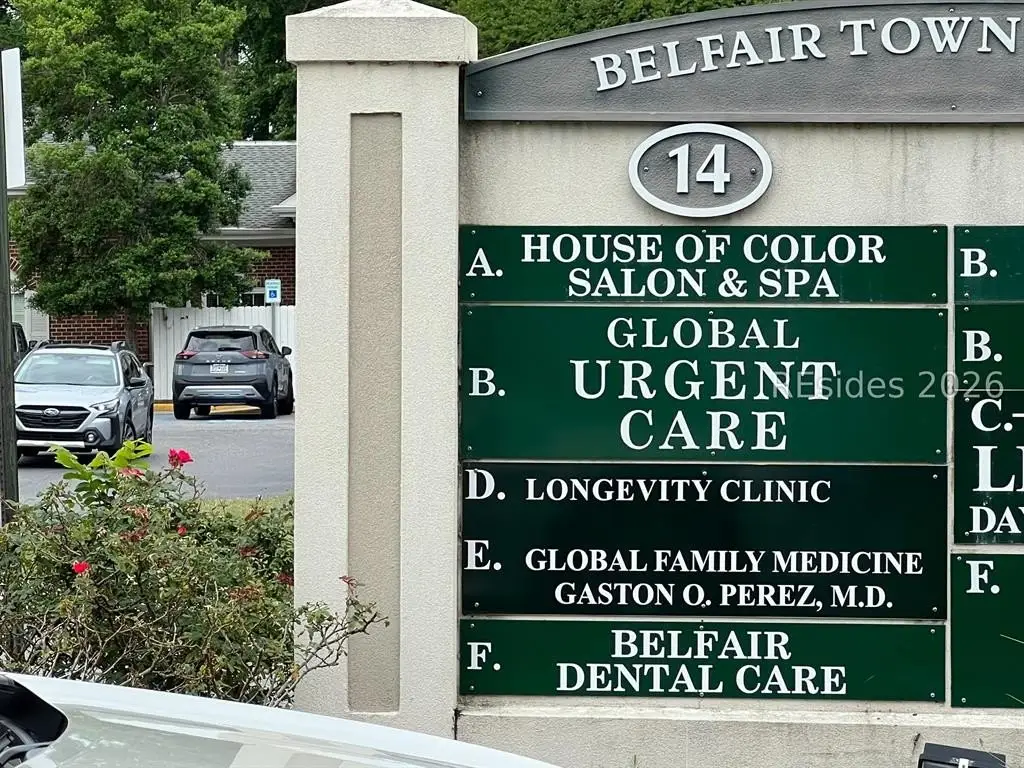 BELFAIR TOWN
14
A. HOUSE OF COLOR
SALON & SPA
GLOBAL
B. URGENT
CARE
D. LONGEVITY CLINIC
E. GLOBAL FAMILY MEDICINE
GASTON O. PEREZ, M.D.
F. BELFAIR
DENTAL CARE
B.
B.
C.
F.
REsides 2026